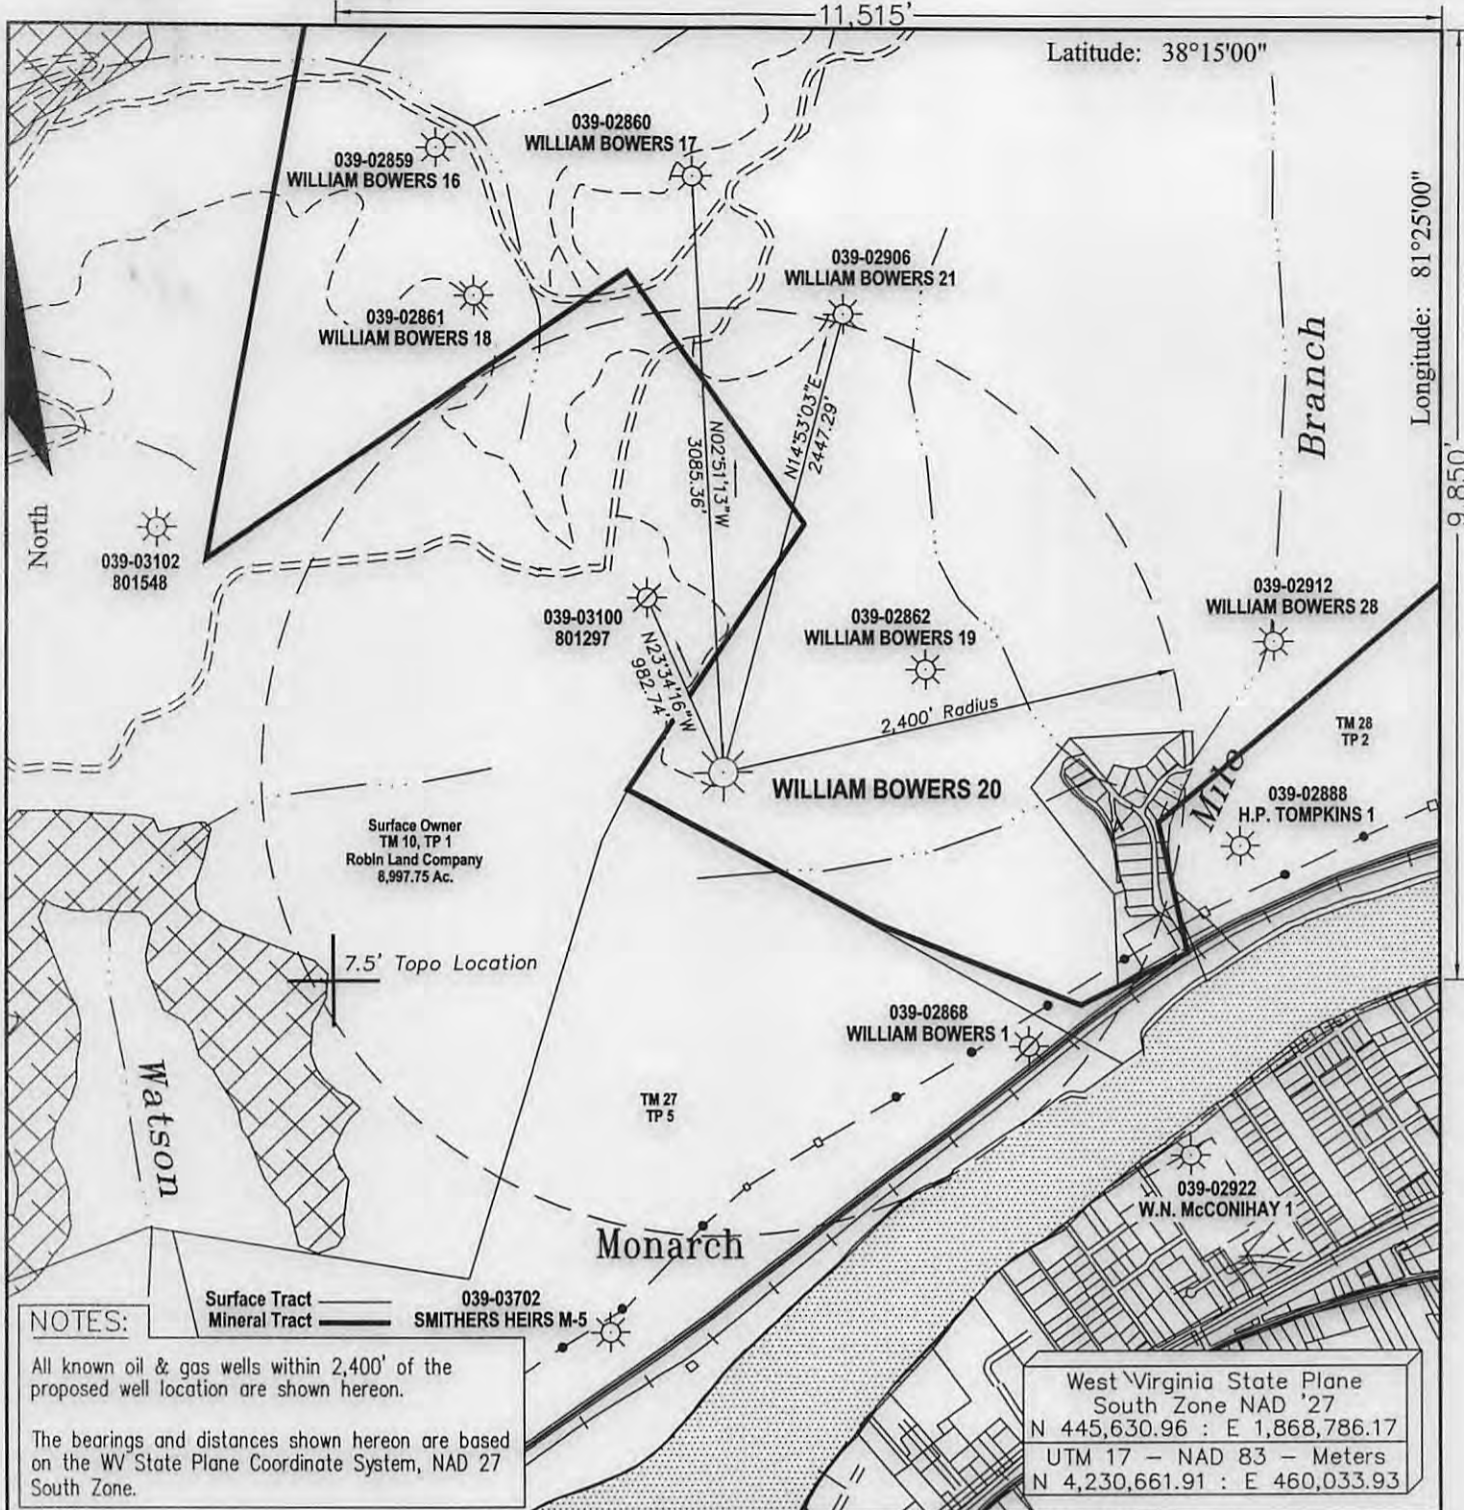 11,515'
Latitude: 38°15'00"
Longitude: 81°25'00"
9,850'
039-02860
WILLIAM BOWERS 17
039-02859
WILLIAM BOWERS 16
039-02906
WILLIAM BOWERS 21
039-02861
WILLIAM BOWERS 18
Branch
N14°53'03"E
2447.29'
N02°51'13"W
3085.36'
North
039-03102
801548
039-03100
801297
N23°34'16"W
982.74'
039-02862
WILLIAM BOWERS 19
039-02912
WILLIAM BOWERS 28
2,400' Radius
TM 28
TP 2
WILLIAM BOWERS 20
Mile
039-02888
H.P. TOMPKINS 1
Surface Owner
TM 10, TP 1
Robin Land Company
8,997.75 Ac.
7.5' Topo Location
039-02868
WILLIAM BOWERS 1
Watson
TM 27
TP 5
039-02922
W.N. McCONIHAY 1
Monarch
Surface Tract
Mineral Tract
039-03702
SMITHERS HEIRS M-5
NOTES:
All known oil & gas wells within 2,400' of the
proposed well location are shown hereon.
The bearings and distances shown hereon are based
on the WV State Plane Coordinate System, NAD 27
South Zone.
West Virginia State Plane
South Zone NAD '27
N 445,630.96 : E 1,868,786.17
UTM 17 - NAD 83 - Meters
N 4,230,661.91 : E 460,033.93